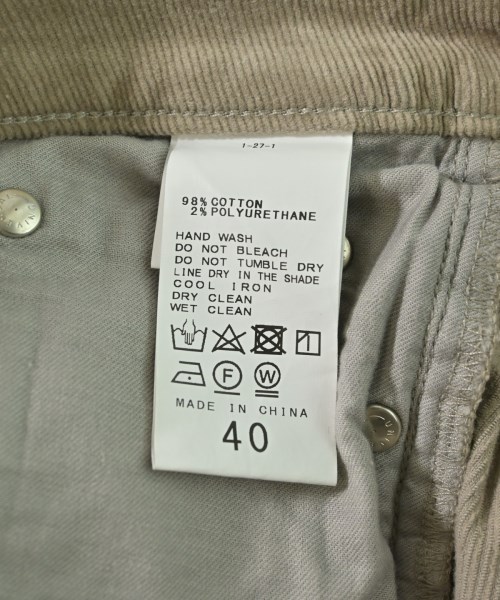 1-27-1
98% COTTON
2% POLYURETHANE
HAND WASH
DO NOT BLEACH
DO NOT TUMBLE DRY
LINE DRY IN THE SHADE
COOL IRON
DRY CLEAN
WET CLEAN
F W
MADE IN CHINA
40